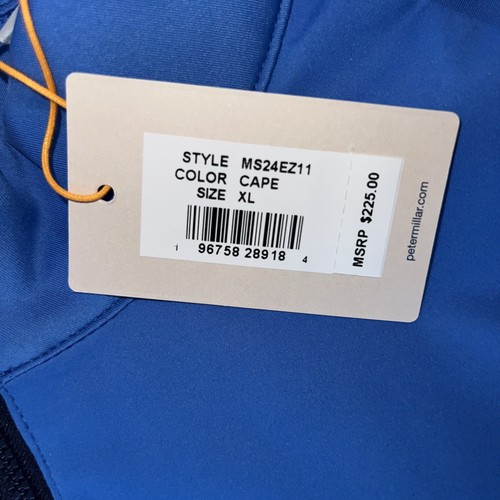 STYLE MS24EZ11
COLOR CAPE
SIZE XL
1 96758 28918 4
MSRP $225.00
petermillar.com